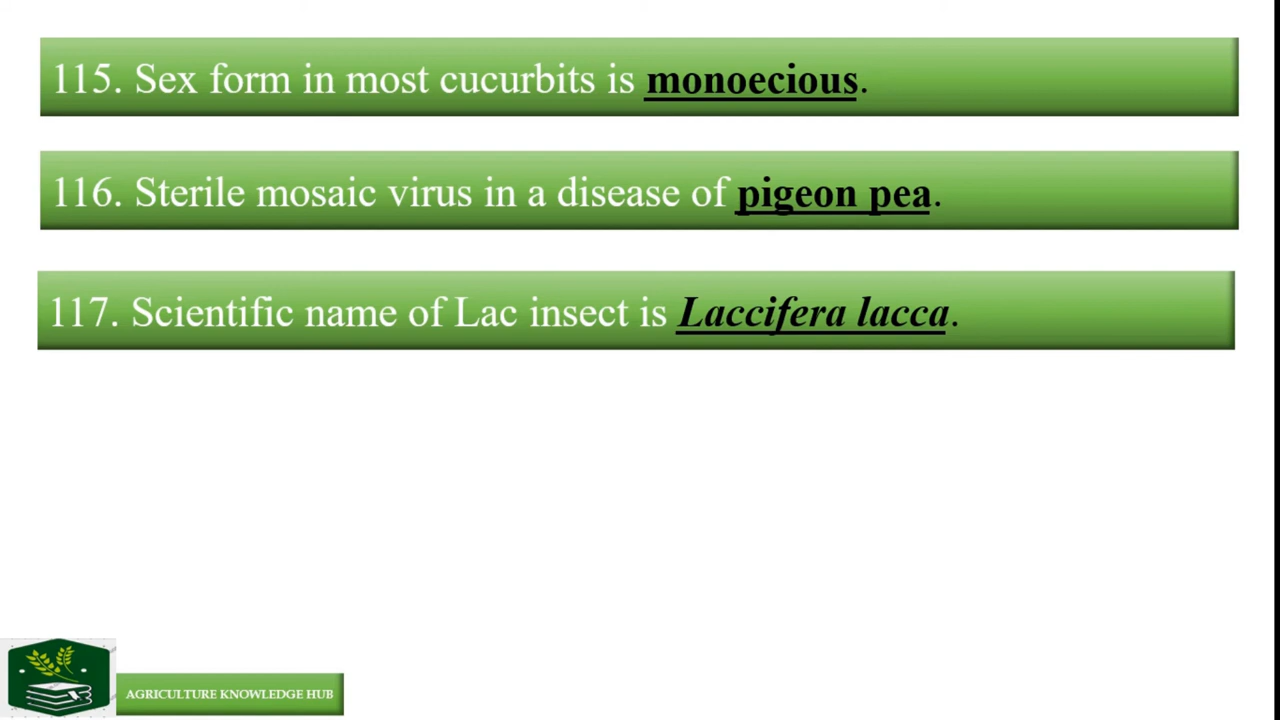 115. Sex form in most cucurbits is monoecious.
116. Sterile mosaic virus in a disease of pigeon pea.
117. Scientific name of Lac insect is Laccifera lacca.
AGRICULTURE KNOWLEDGE HUB